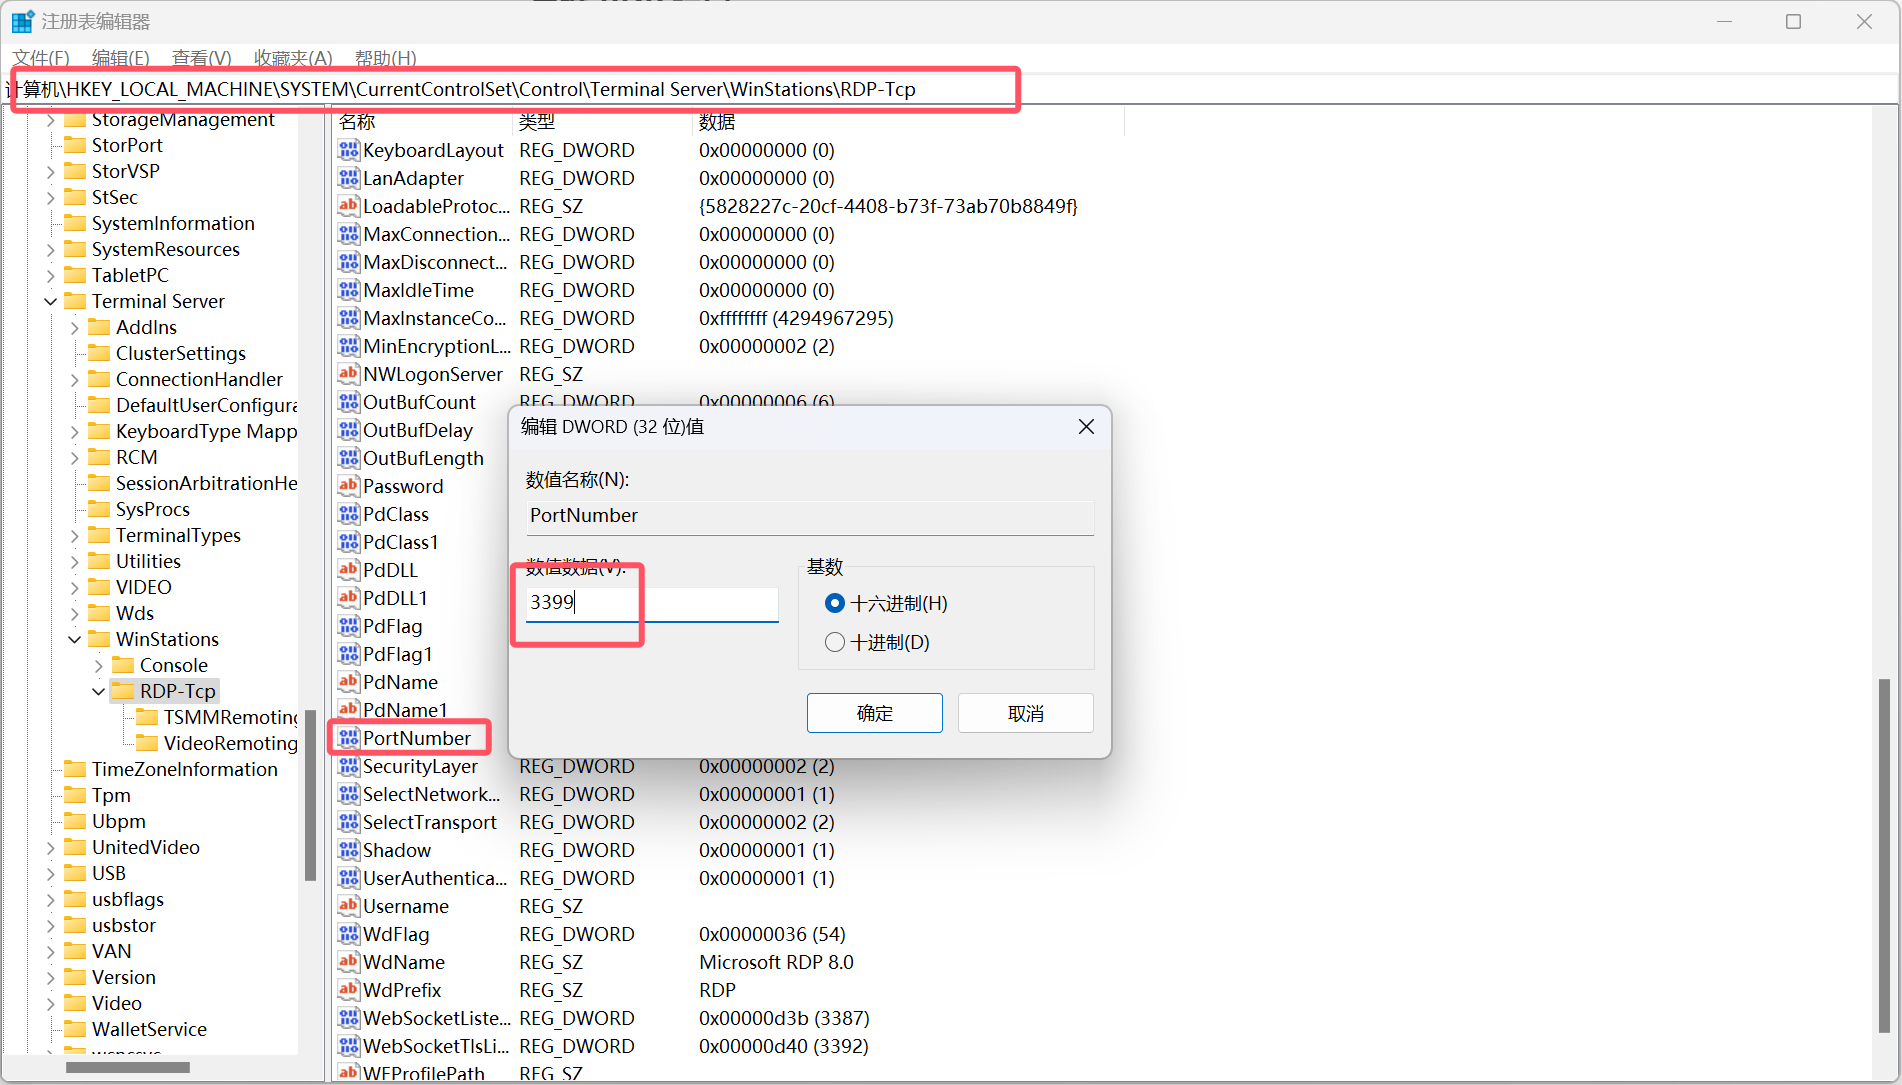 注册表编辑器
文件(F) 编辑(E) 查看(V) 收藏夹(A) 帮助(H)
计算机\HKEY_LOCAL_MACHINE\SYSTEM\CurrentControlSet\Control\Terminal Server\WinStations\RDP-Tcp
StorageManagement
StorPort
StorVSP
StSec
SystemInformation
SystemResources
TabletPC
Terminal Server
AddIns
ClusterSettings
ConnectionHandler
DefaultUserConfigura
KeyboardType Mapp
RCM
SessionArbitrationHe
SysProcs
TerminalTypes
Utilities
VIDEO
Wds
WinStations
Console
RDP-Tcp
TSMMRemoting
VideoRemoting
TimeZoneInformation
Tpm
Ubpm
UnitedVideo
USB
usbflags
usbstor
VAN
Version
Video
WalletService
名称 类型 数据
KeyboardLayout REG_DWORD 0x00000000 (0)
LanAdapter REG_DWORD 0x00000000 (0)
LoadableProtoc... REG_SZ {5828227c-20cf-4408-b73f-73ab70b8849f}
MaxConnection... REG_DWORD 0x00000000 (0)
MaxDisconnect... REG_DWORD 0x00000000 (0)
MaxIdleTime REG_DWORD 0x00000000 (0)
MaxInstanceCo... REG_DWORD 0xffffffff (4294967295)
MinEncryptionL... REG_DWORD 0x00000002 (2)
NWLogonServer REG_SZ
OutBufCount REG_DWORD 0x00000006 (6)
OutBufDelay
OutBufLength
Password
PdClass
PdClass1
PdDLL
PdDLL1
PdFlag
PdFlag1
PdName
PdName1
PortNumber
SecurityLayer REG_DWORD 0x00000002 (2)
SelectNetwork... REG_DWORD 0x00000001 (1)
SelectTransport REG_DWORD 0x00000002 (2)
Shadow REG_DWORD 0x00000001 (1)
UserAuthentica... REG_DWORD 0x00000001 (1)
Username REG_SZ
WdFlag REG_DWORD 0x00000036 (54)
WdName REG_SZ Microsoft RDP 8.0
WdPrefix REG_SZ RDP
WebSocketListe... REG_DWORD 0x00000d3b (3387)
WebSocketTlsLi... REG_DWORD 0x00000d40 (3392)
WFProfilePath REG_SZ
编辑 DWORD (32 位)值
数值名称(N):
PortNumber
数值数据(V):
3399
基数
十六进制(H)
十进制(D)
确定 取消